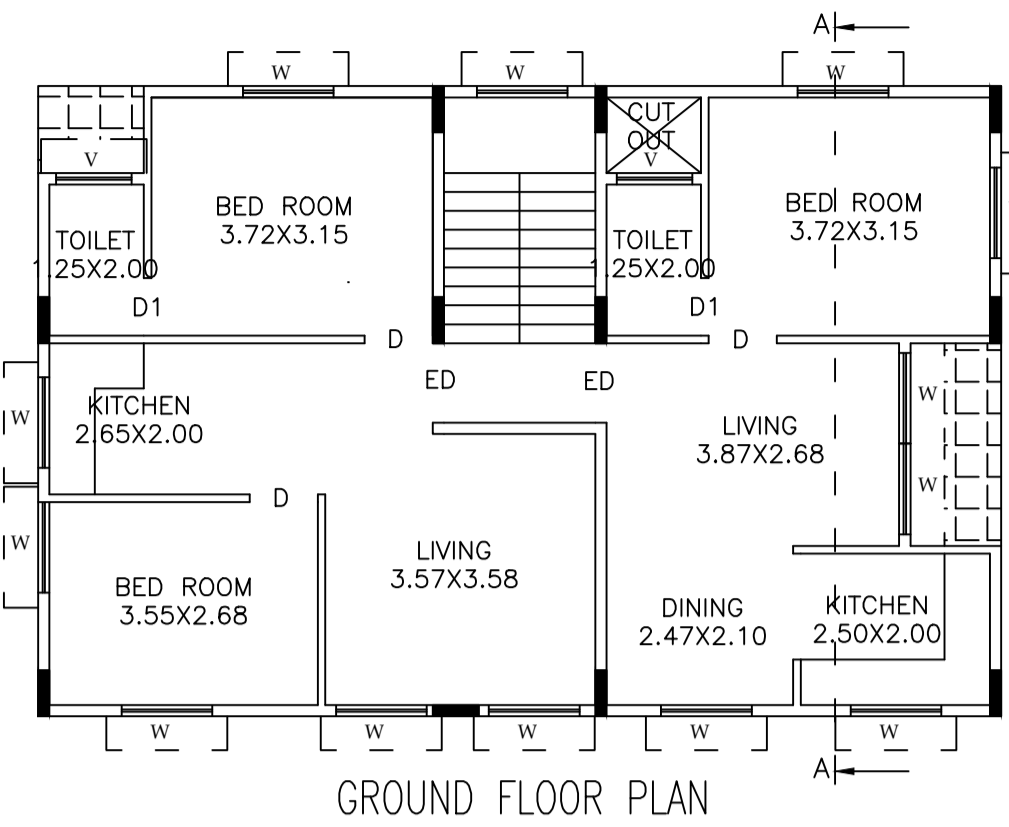 A
W
W
W
CUT
OUT
V
V
BED ROOM
3.72X3.15
BED ROOM
3.72X3.15
TOILET
1.25X2.00
TOILET
1.25X2.00
D1
D1
D
D
ED
ED
W
KITCHEN
2.65X2.00
W
LIVING
3.87X2.68
W
D
W
LIVING
3.57X3.58
BED ROOM
3.55X2.68
DINING
2.47X2.10
KITCHEN
2.50X2.00
W
W
W
W
W
A
GROUND FLOOR PLAN